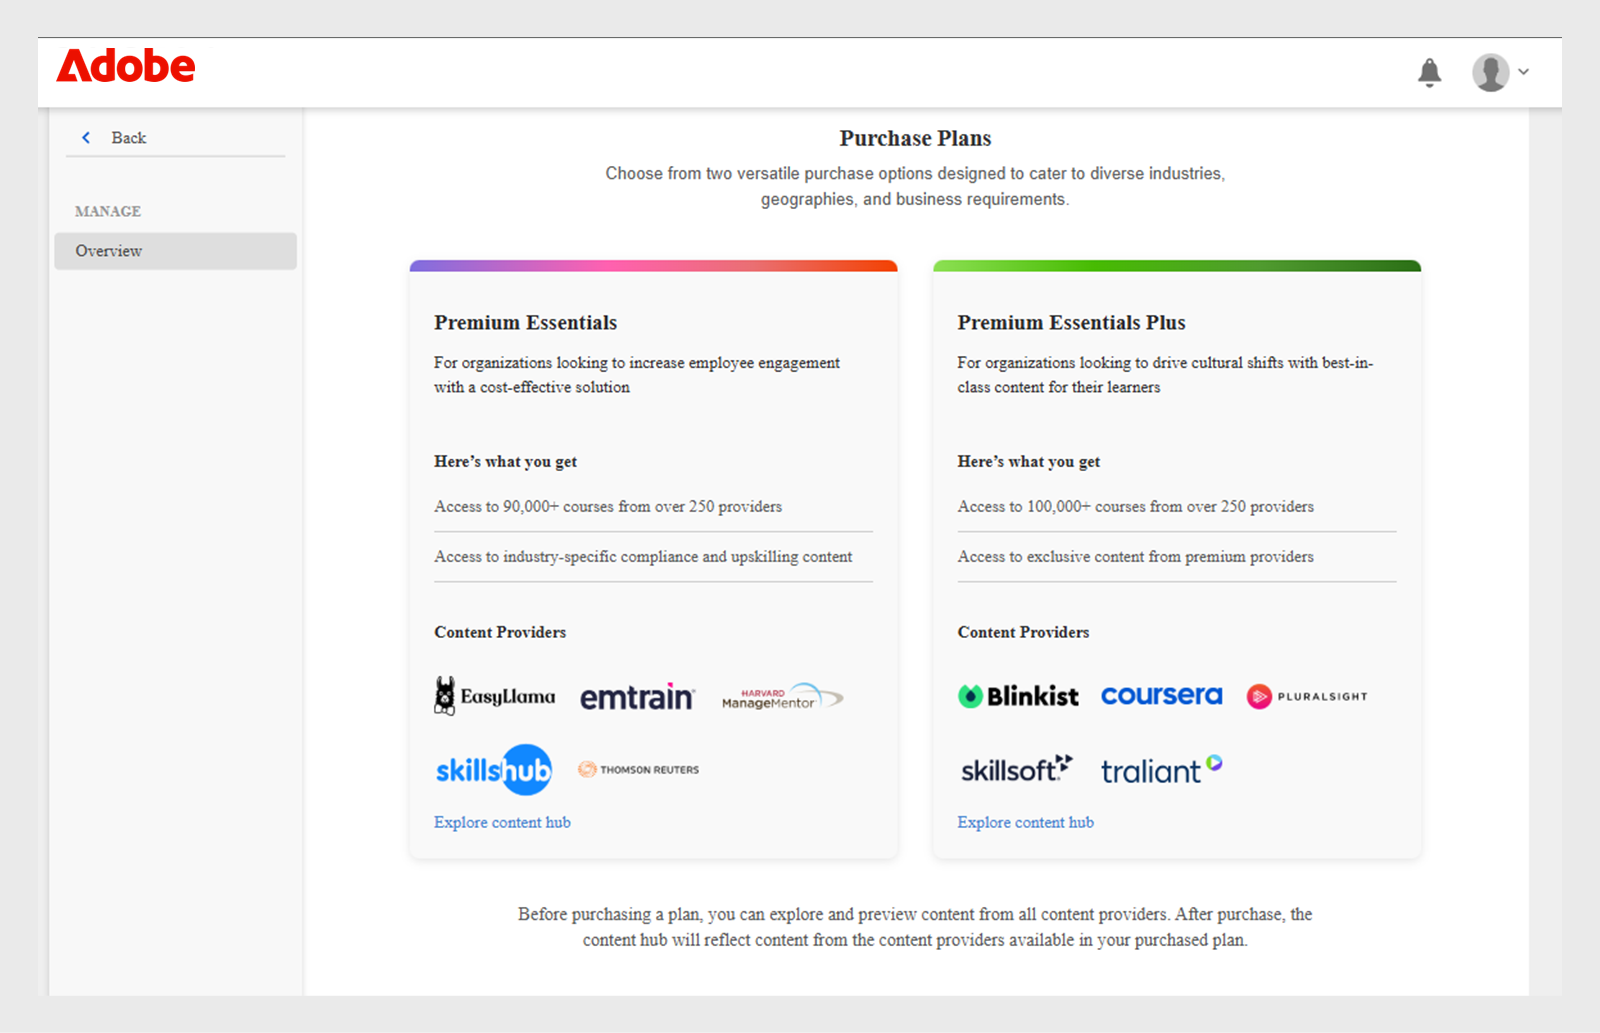 Adobe
Back
MANAGE
Overview
Purchase Plans
Choose from two versatile purchase options designed to cater to diverse industries,
geographies, and business requirements.
Premium Essentials
For organizations looking to increase employee engagement
with a cost-effective solution
Here’s what you get
Access to 90,000+ courses from over 250 providers
Access to industry-specific compliance and upskilling content
Content Providers
EasyLlama
emtrain
HARVARD
ManageMentor
skillshub
THOMSON REUTERS
Explore content hub
Premium Essentials Plus
For organizations looking to drive cultural shifts with best-in-
class content for their learners
Here’s what you get
Access to 100,000+ courses from over 250 providers
Access to exclusive content from premium providers
Content Providers
Blinkist
coursera
PLURALSIGHT
skillsoft
traliant
Explore content hub
Before purchasing a plan, you can explore and preview content from all content providers. After purchase, the
content hub will reflect content from the content providers available in your purchased plan.